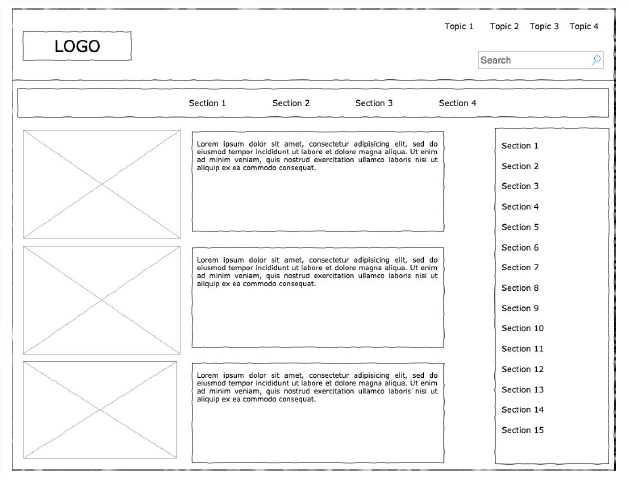 Topic 1 Topic 2 Topic 3 Topic 4
LOGO
Search
Section 1 Section 2 Section 3 Section 4
Lorem ipsum dolor sit amet, consectetur adipisicing elit, sed do
eiusmod tempor incididunt ut labore et dolore magna aliqua. Ut enim
ad minim veniam, quis nostrud exercitation ullamco laboris nisi ut
aliquip ex ea commodo consequat.
Lorem ipsum dolor sit amet, consectetur adipisicing elit, sed do
eiusmod tempor incididunt ut labore et dolore magna aliqua. Ut enim
ad minim veniam, quis nostrud exercitation ullamco laboris nisi ut
aliquip ex ea commodo consequat.
Lorem ipsum dolor sit amet, consectetur adipisicing elit, sed do
eiusmod tempor incididunt ut labore et dolore magna aliqua. Ut enim
ad minim veniam, quis nostrud exercitation ullamco laboris nisi ut
aliquip ex ea commodo consequat.
Section 1
Section 2
Section 3
Section 4
Section 5
Section 6
Section 7
Section 8
Section 9
Section 10
Section 11
Section 12
Section 13
Section 14
Section 15